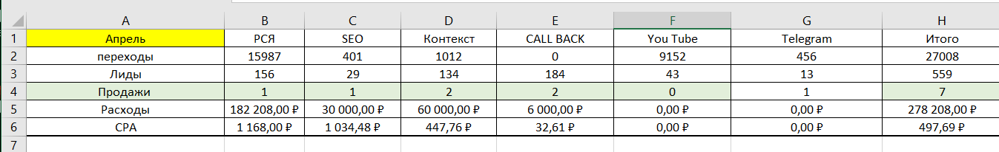 A B C D E F G H
1 Апрель РСЯ SEO Контекст CALL BACK You Tube Telegram Итого
2 переходы 15987 401 1012 0 9152 456 27008
3 Лиды 156 29 134 184 43 13 559
4 Продажи 1 1 2 2 0 1 7
5 Расходы 182 208,00 ₽ 30 000,00 ₽ 60 000,00 ₽ 6 000,00 ₽ 0,00 ₽ 0,00 ₽ 278 208,00 ₽
6 CPA 1 168,00 ₽ 1 034,48 ₽ 447,76 ₽ 32,61 ₽ 0,00 ₽ 0,00 ₽ 497,69 ₽
7